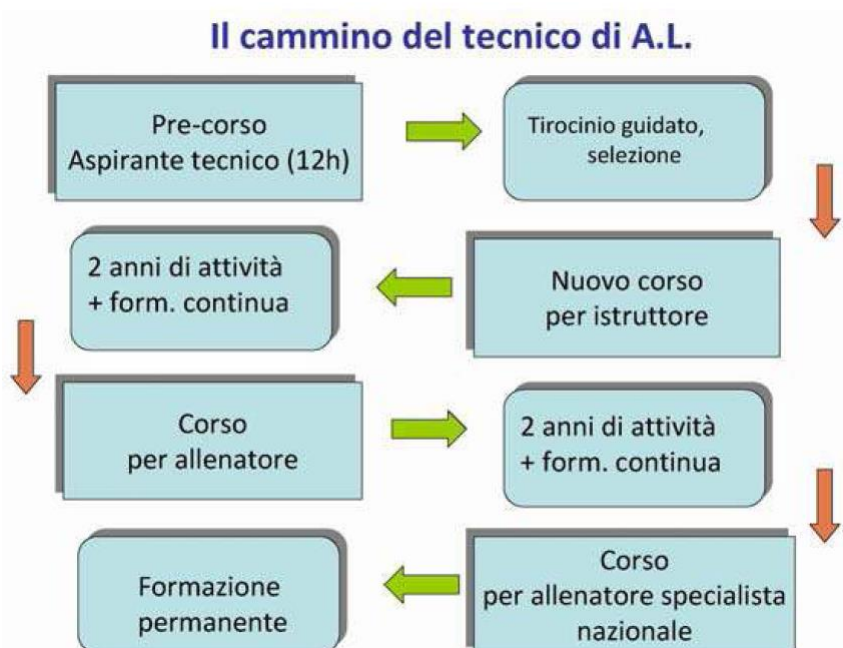 Il cammino del tecnico di A.L.
Pre-corso
Aspirante tecnico (12h)
Tirocinio guidato,
selezione
2 anni di attività
+ form. continua
Nuovo corso
per istruttore
Corso
per allenatore
2 anni di attività
+ form. continua
Formazione
permanente
Corso
per allenatore specialista
nazionale